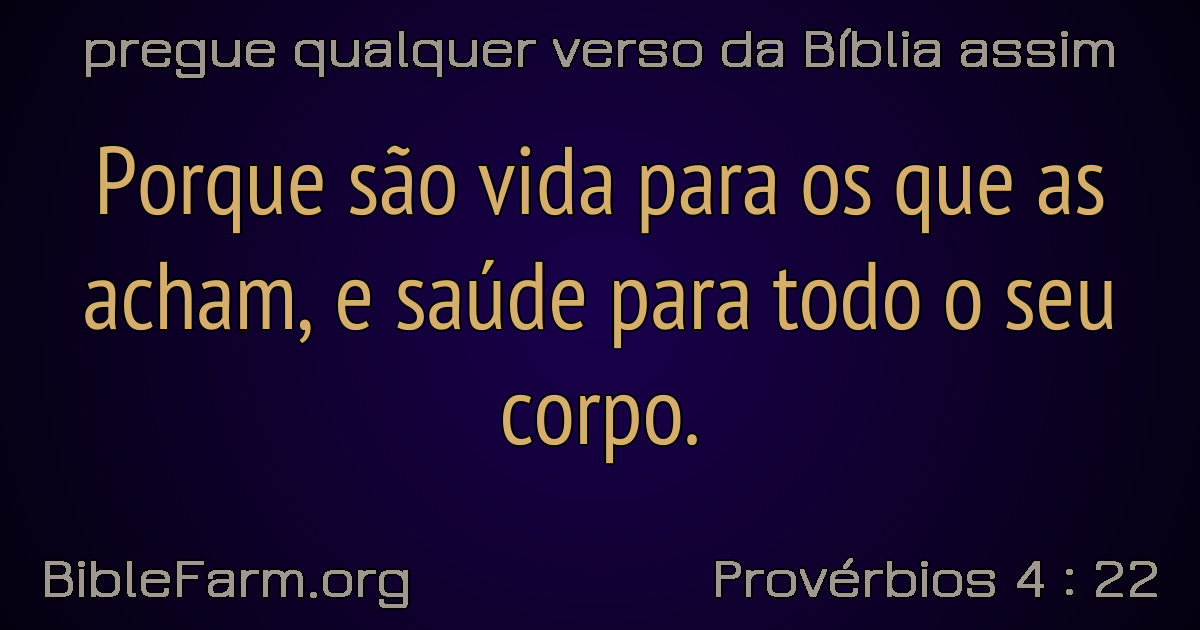 pregue qualquer verso da Bíblia assim
Porque são vida para os que as
acham, e saúde para todo o seu
corpo.
BibleFarm.org
Provérbios 4 : 22